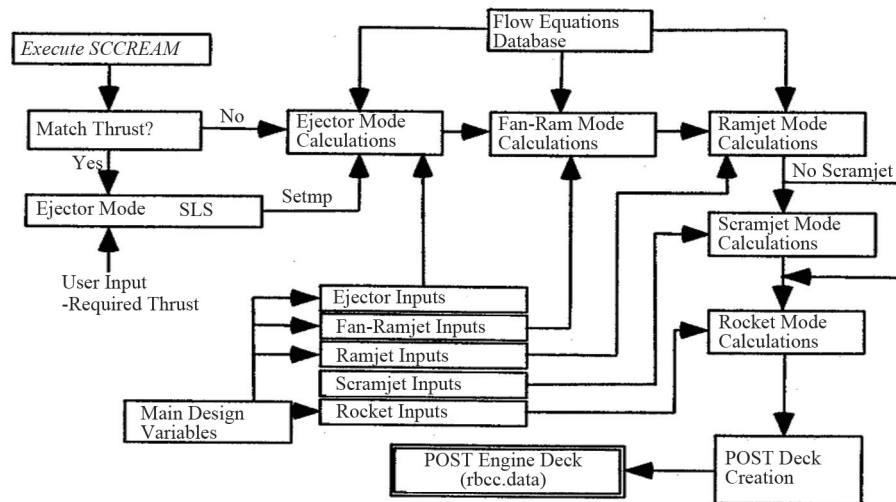 Execute SCCREAM
Flow Equations
Database
Match Thrust?
No
Ejector Mode
Calculations
Fan-Ram Mode
Calculations
Ramjet Mode
Calculations
Yes
No Scramjet
Ejector Mode SLS
Setmp
Scramjet Mode
Calculations
User Input
-Required Thrust
Ejector Inputs
Fan-Ramjet Inputs
Ramjet Inputs
Scramjet Inputs
Rocket Inputs
Rocket Mode
Calculations
Main Design
Variables
POST Engine Deck
(rbcc.data)
POST Deck
Creation